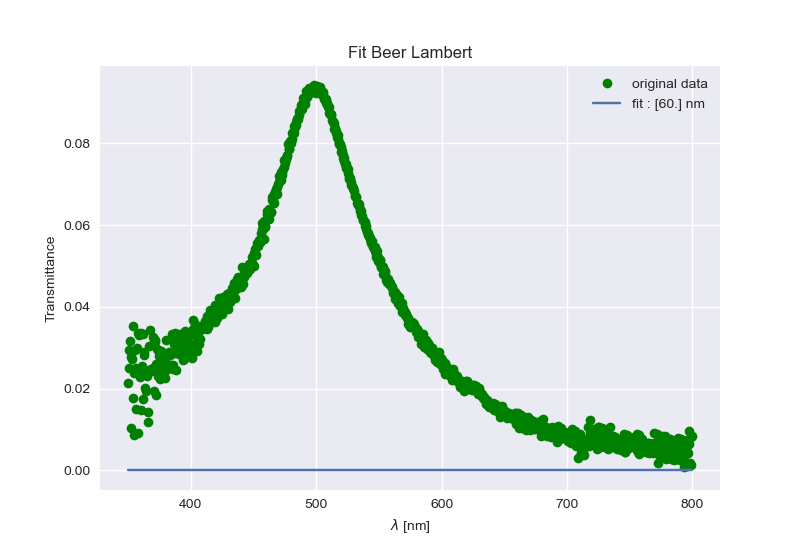 Fit Beer Lambert
original data
fit : [60.] nm
Transmittance
0.08
0.06
0.04
0.02
0.00
400
500
600
700
800
λ [nm]